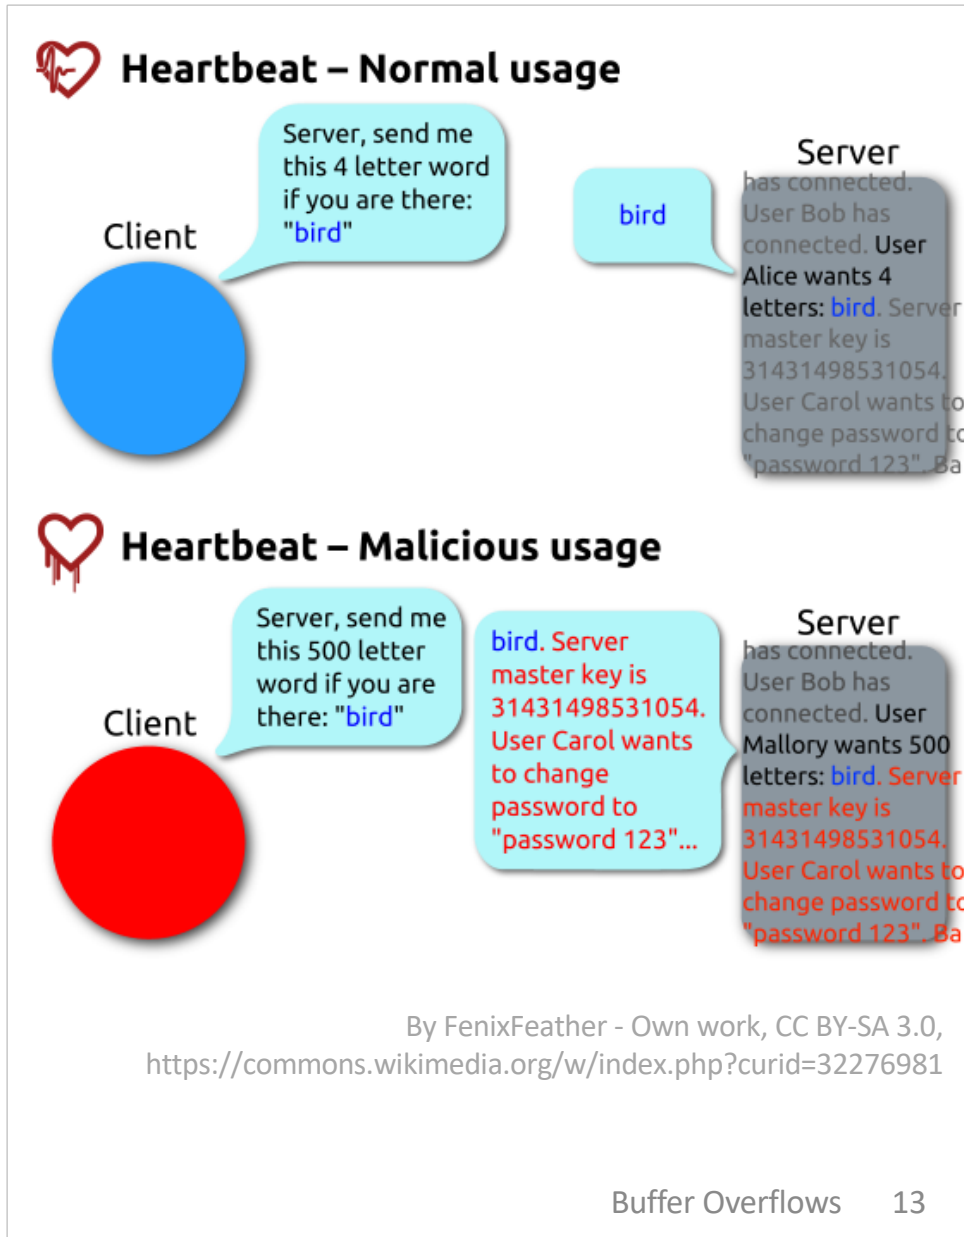 Heartbeat – Normal usage
Server, send me
this 4 letter word
if you are there:
"bird"
Client
bird
Server
has connected.
User Bob has
connected. User
Alice wants 4
letters: bird. Server
master key is
31431498531054.
User Carol wants to
change password to
"password 123". Ba
Heartbeat – Malicious usage
Server, send me
this 500 letter
word if you are
there: "bird"
Client
bird. Server
master key is
31431498531054.
User Carol wants
to change
password to
"password 123"...
Server
has connected.
User Bob has
connected. User
Mallory wants 500
letters: bird. Server
master key is
31431498531054.
User Carol wants to
change password to
"password 123". Ba
By FenixFeather - Own work, CC BY-SA 3.0,
https://commons.wikimedia.org/w/index.php?curid=32276981
Buffer Overflows 13